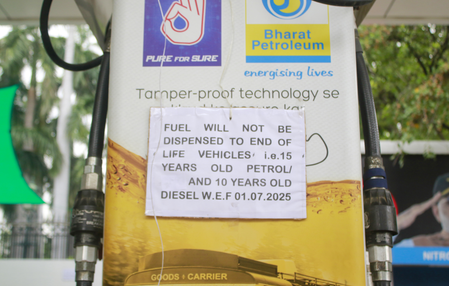 PURE FOR SURE
Bharat
Petroleum
energising lives
Tamper-proof technology se
FUEL WILL NOT BE
DISPENSED TO END OF
LIFE VEHICLES i.e.15
YEARS OLD PETROL/
AND 10 YEARS OLD
DIESEL W.E.F 01.07.2025
GOODS CARRIER
NITRO